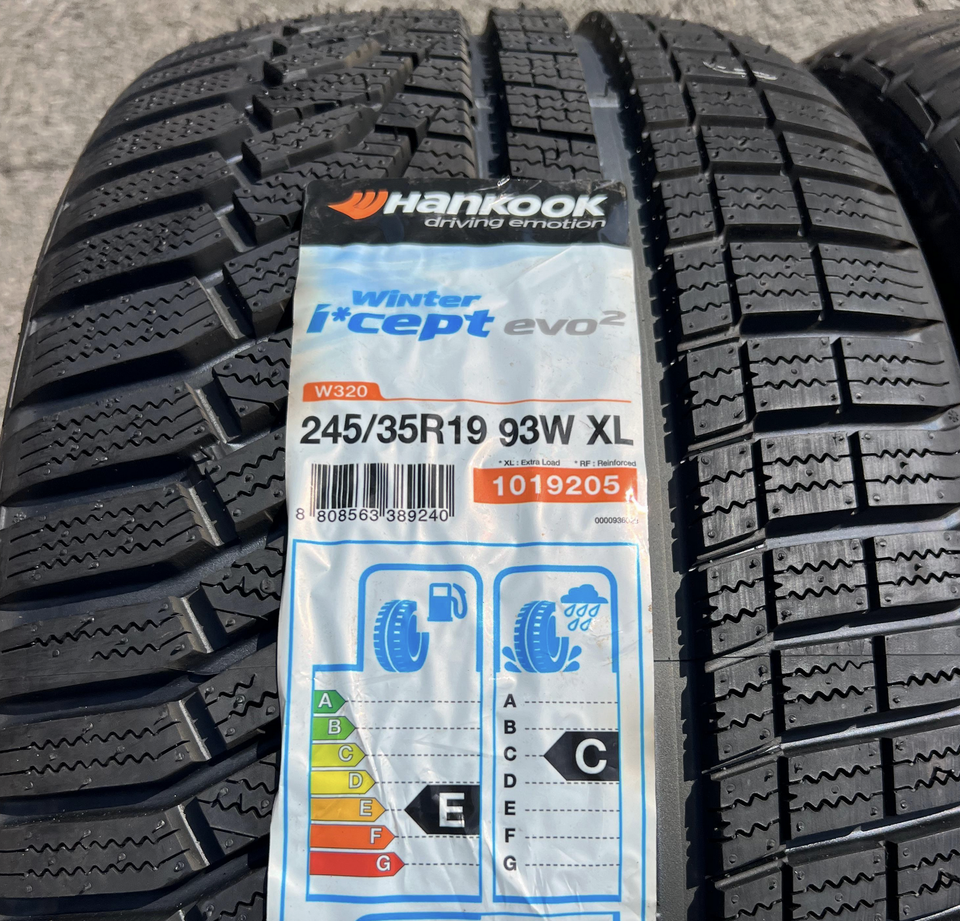 Hankook
driving emotion
Winter
i*cept evo²
W320
245/35R19 93W XL
* XL : Extra Load * RF : Reinforced
1019205
8 808563 389240
A A
B B
C C C
D D
E E E
F F
G G